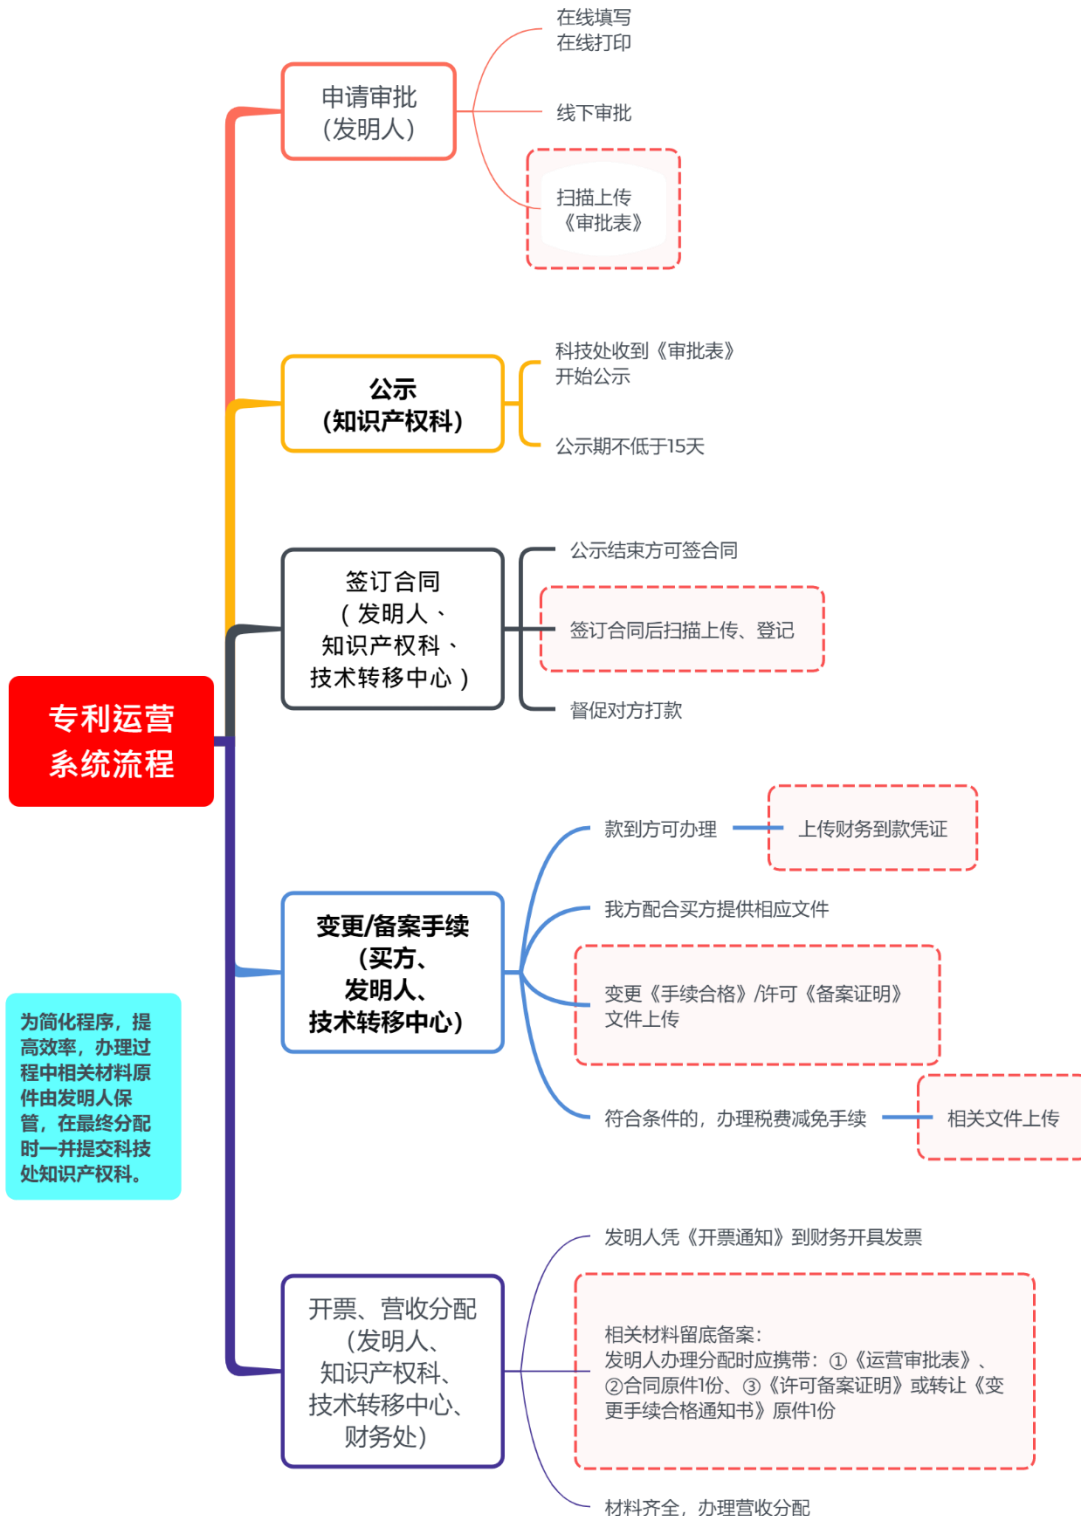 在线填写
在线打印
申请审批
（发明人）
线下审批
扫描上传
《审批表》
公示
（知识产权科）
科技处收到《审批表》
开始公示
公示期不低于15天
签订合同
（发明人、
知识产权科、
技术转移中心）
公示结束方可签合同
签订合同后扫描上传、登记
督促对方打款
专利运营
系统流程
变更/备案手续
（买方、
发明人、
技术转移中心）
款到方可办理
上传财务到款凭证
我方配合买方提供相应文件
变更《手续合格》/许可《备案证明》
文件上传
符合条件的，办理税费减免手续
相关文件上传
为简化程序，提
高效率，办理过
程中相关材料原
件由发明人保
管，在最终分配
时一并提交科技
处知识产权科。
开票、营收分配
（发明人、
知识产权科、
技术转移中心、
财务处）
发明人凭《开票通知》到财务开具发票
相关材料留底备案：
发明人办理分配时应携带：①《运营审批表》、
②合同原件1份、③《许可备案证明》或转让《变
更手续合格通知书》原件1份
材料齐全，办理营收分配